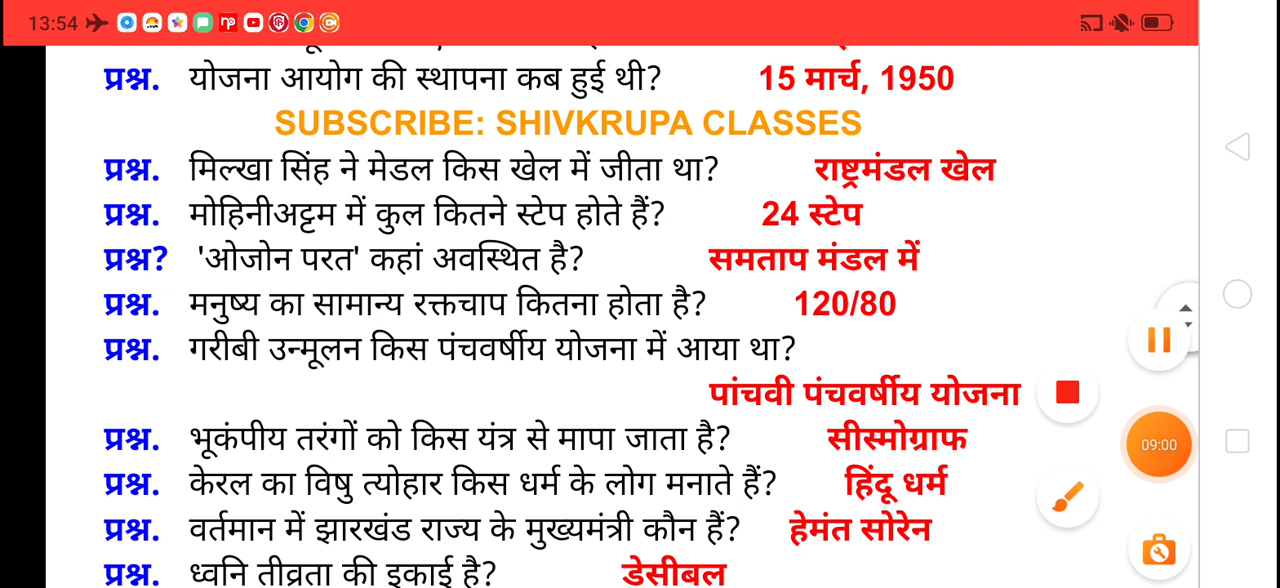 13:54
प्रश्न. योजना आयोग की स्थापना कब हुई थी? 15 मार्च, 1950
SUBSCRIBE: SHIVKRUPA CLASSES
प्रश्न. मिल्खा सिंह ने मेडल किस खेल में जीता था? राष्ट्रमंडल खेल
प्रश्न. मोहिनीअट्टम में कुल कितने स्टेप होते हैं? 24 स्टेप
प्रश्न? 'ओजोन परत' कहां अवस्थित है? समताप मंडल में
प्रश्न. मनुष्य का सामान्य रक्तचाप कितना होता है? 120/80
प्रश्न. गरीबी उन्मूलन किस पंचवर्षीय योजना में आया था?
पांचवी पंचवर्षीय योजना
प्रश्न. भूकंपीय तरंगों को किस यंत्र से मापा जाता है? सीस्मोग्राफ
09:00
प्रश्न. केरल का विषु त्योहार किस धर्म के लोग मनाते हैं? हिंदू धर्म
प्रश्न. वर्तमान में झारखंड राज्य के मुख्यमंत्री कौन हैं? हेमंत सोरेन
प्रश्न. ध्वनि तीव्रता की इकाई है? डेसीबल